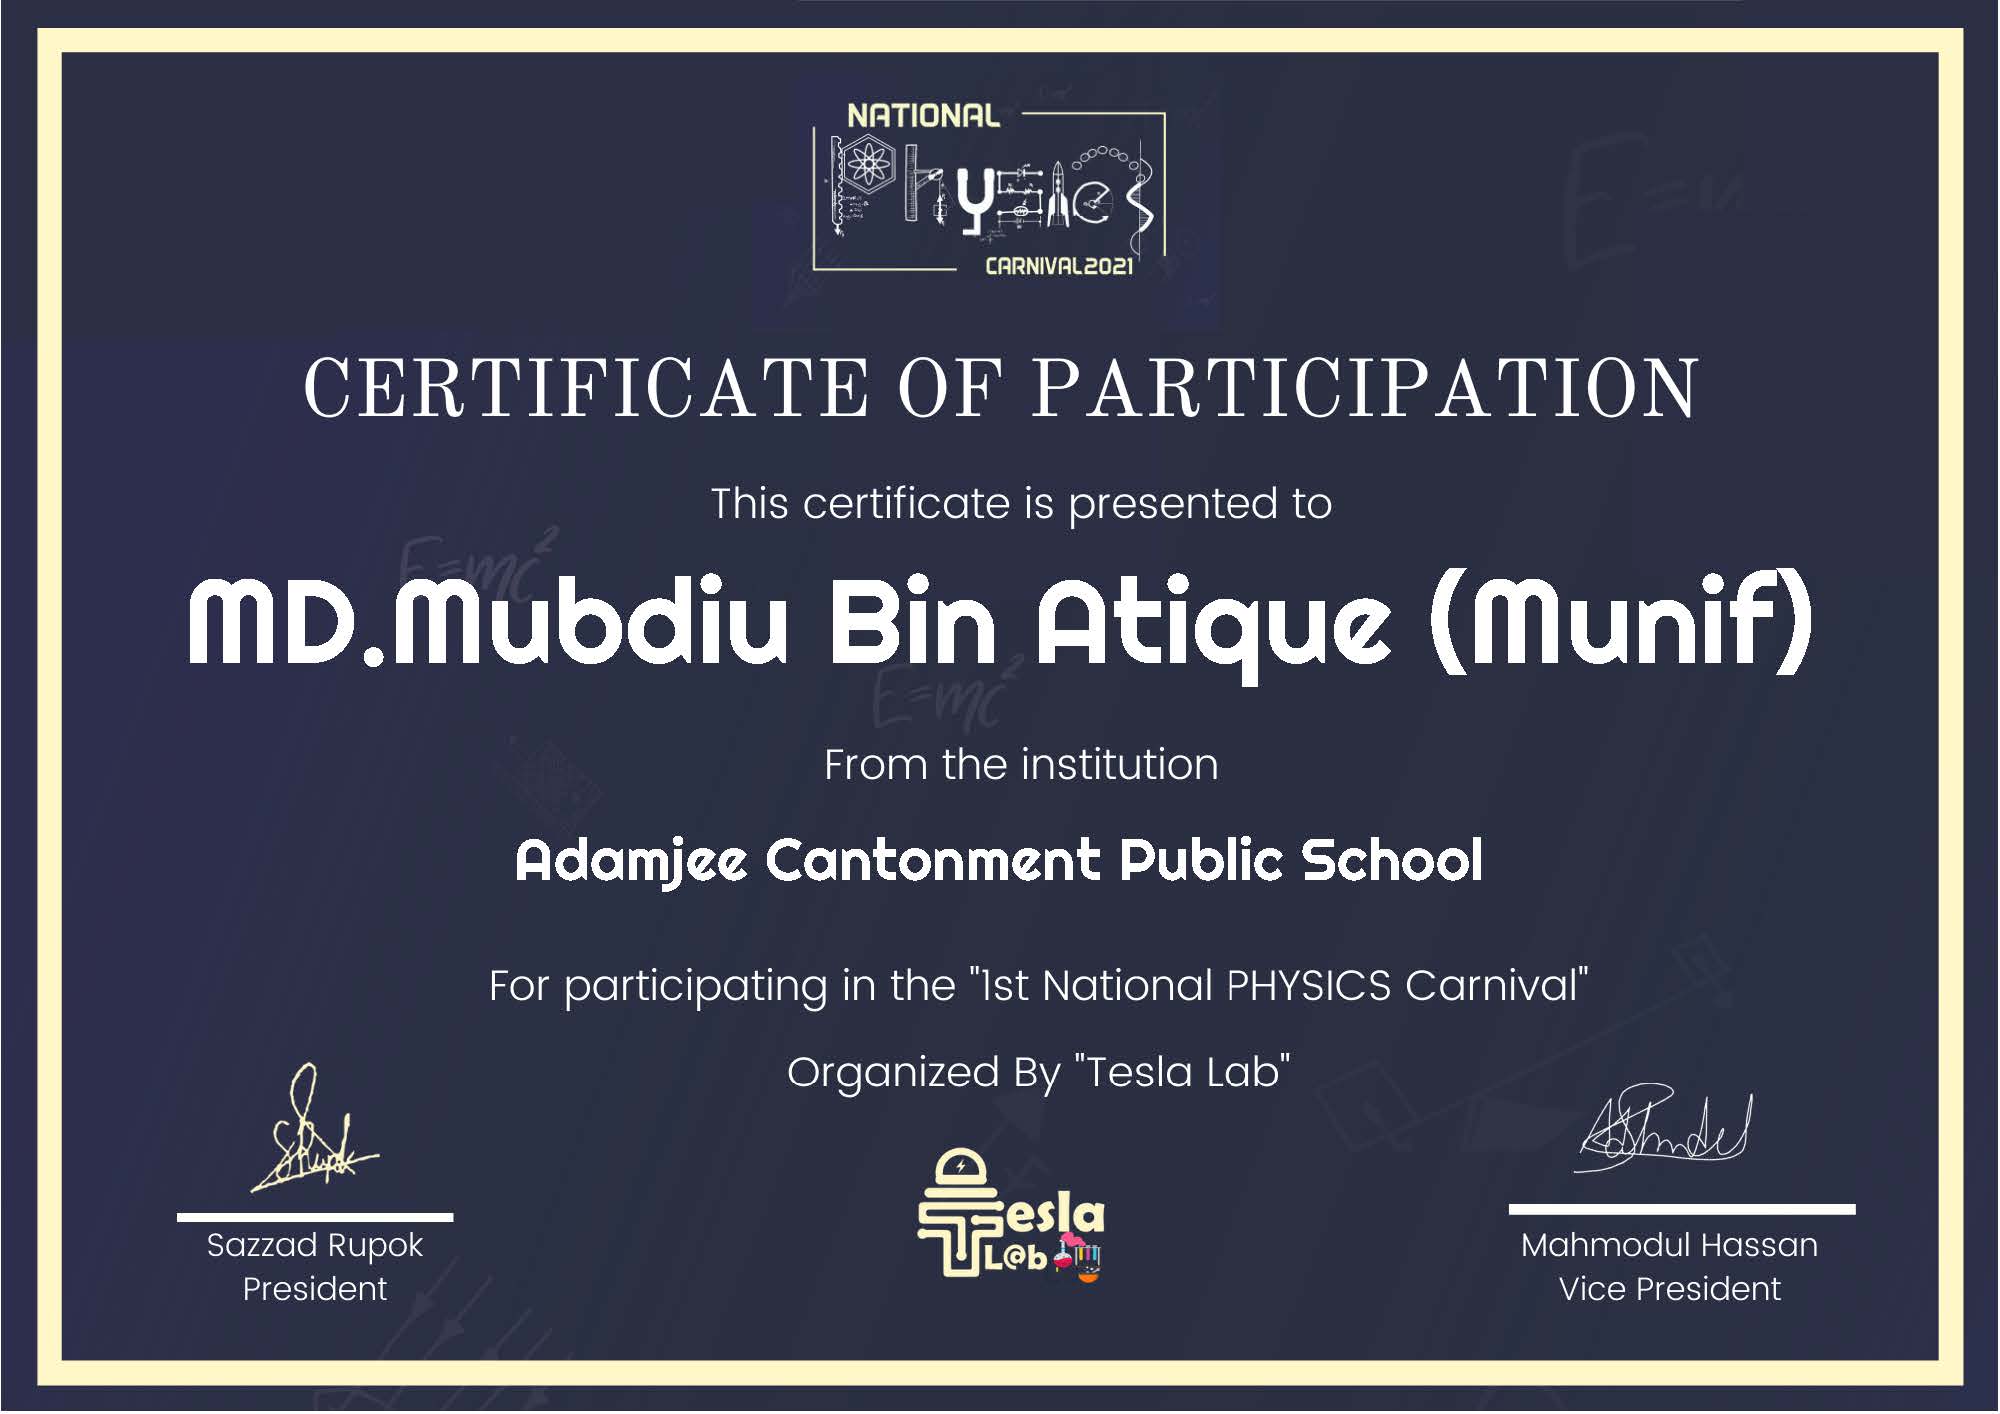 NATIONAL
Physics
CARNIVAL2021
CERTIFICATE OF PARTICIPATION
This certificate is presented to
E=mc²
MD.Mubdiu Bin Atique (Munif)
E=mc²
From the institution
Adamjee Cantonment Public School
For participating in the "1st National PHYSICS Carnival"
Organized By "Tesla Lab"
Tesla
L@b
Sazzad Rupok
President
Mahmodul Hassan
Vice President